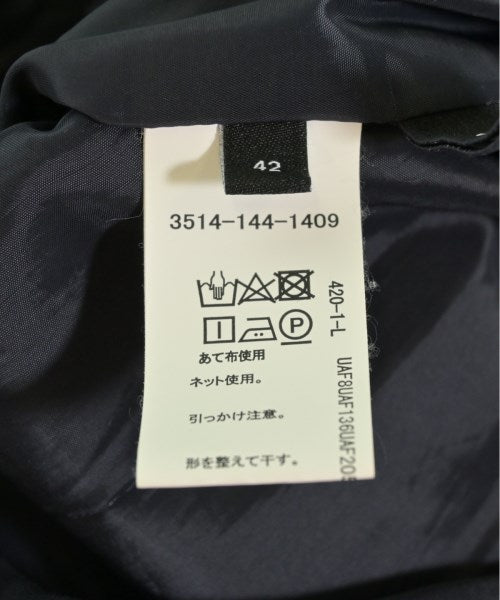 42
3514-144-1409
P
あて布使用
ネット使用。
引っかけ注意。
形を整えて干す。
420-1-L
UAF8UAF136UAF205